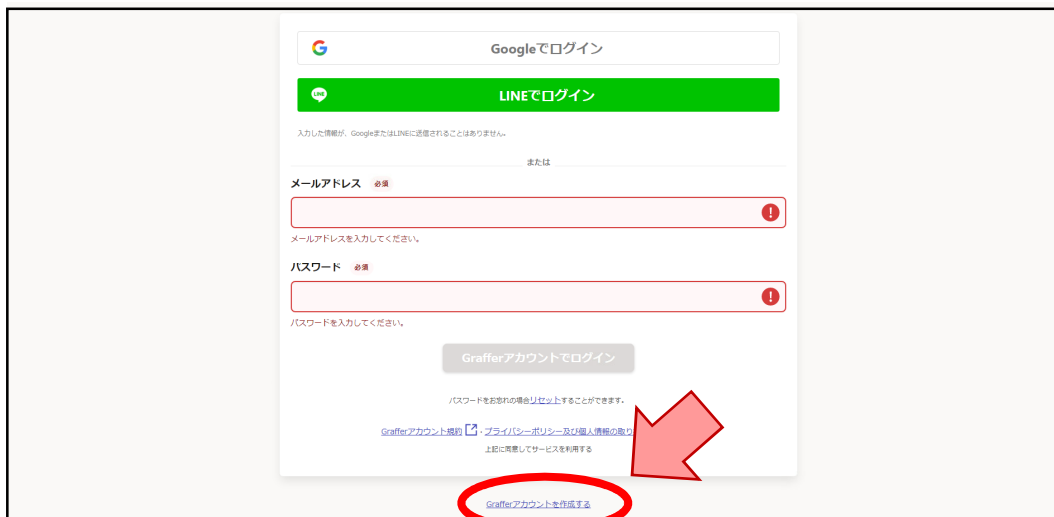 Googleでログイン
LINE
LINEでログイン
入力した情報が、GoogleまたはLINEに送信されることはありません。
または
メールアドレス 必須
メールアドレスを入力してください。
パスワード 必須
パスワードを入力してください。
Grafferアカウントでログイン
パスワードをお忘れの場合リセットすることができます。
Grafferアカウント規約 - プライバシーポリシー及び個人情報の取り
上記に同意してサービスを利用する
Grafferアカウントを作成する